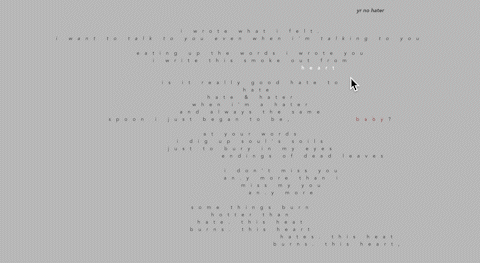 yr no hater
i wrote what i felt.
i want to talk to you even when i'm talking to you
eating up the words i wrote you
i write this smoke out from
heart
is it really good hate to
hate
hate & hater
when i'm a hater
and always the same
spoon i just began to be, baby?
at your words
i dig up soul's soils
just to bury in my eyes
endings of dead leaves
i don't miss you
any more than i
miss my you
any more
some things burn
hotter than
hate. this heat
burns. this heart
hates. this heat
burns. this heart,